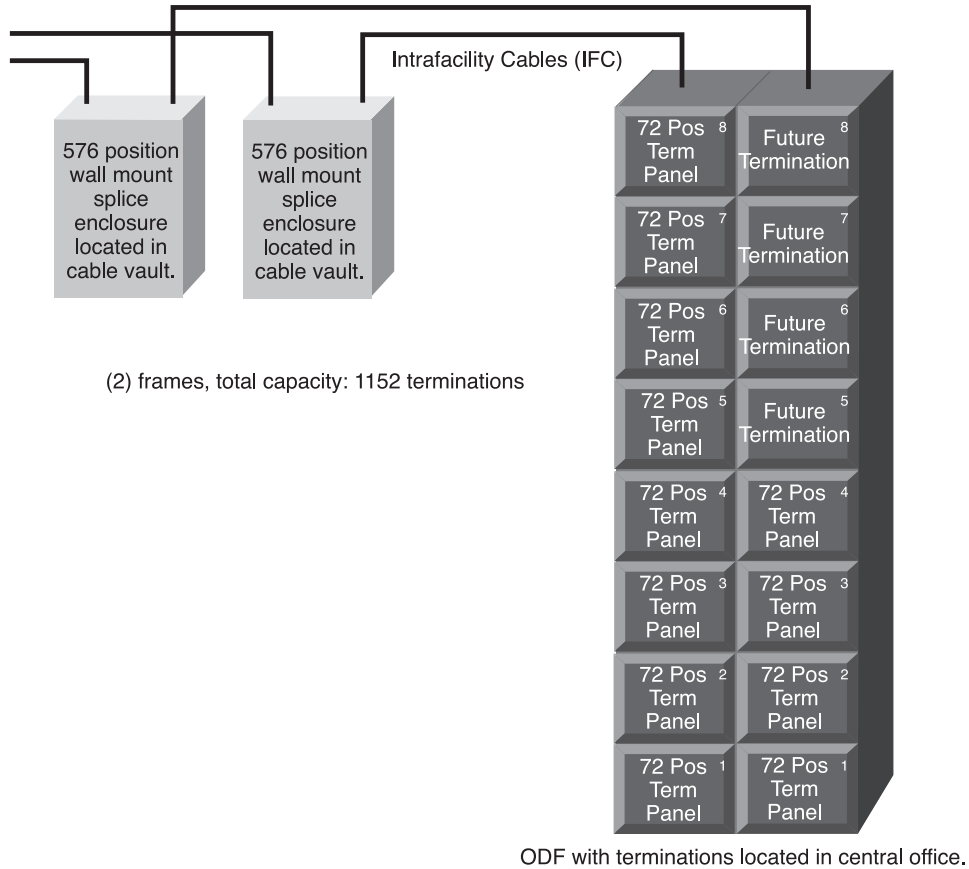 Intrafacility Cables (IFC)
576 position
wall mount
splice
enclosure
located in
cable vault.
576 position
wall mount
splice
enclosure
located in
cable vault.
(2) frames, total capacity: 1152 terminations
72 Pos 8
Term
Panel
Future 8
Termination
72 Pos 7
Term
Panel
Future 7
Termination
72 Pos 6
Term
Panel
Future 6
Termination
72 Pos 5
Term
Panel
Future 5
Termination
72 Pos 4
Term
Panel
72 Pos 4
Term
Panel
72 Pos 3
Term
Panel
72 Pos 3
Term
Panel
72 Pos 2
Term
Panel
72 Pos 2
Term
Panel
72 Pos 1
Term
Panel
72 Pos 1
Term
Panel
ODF with terminations located in central office.